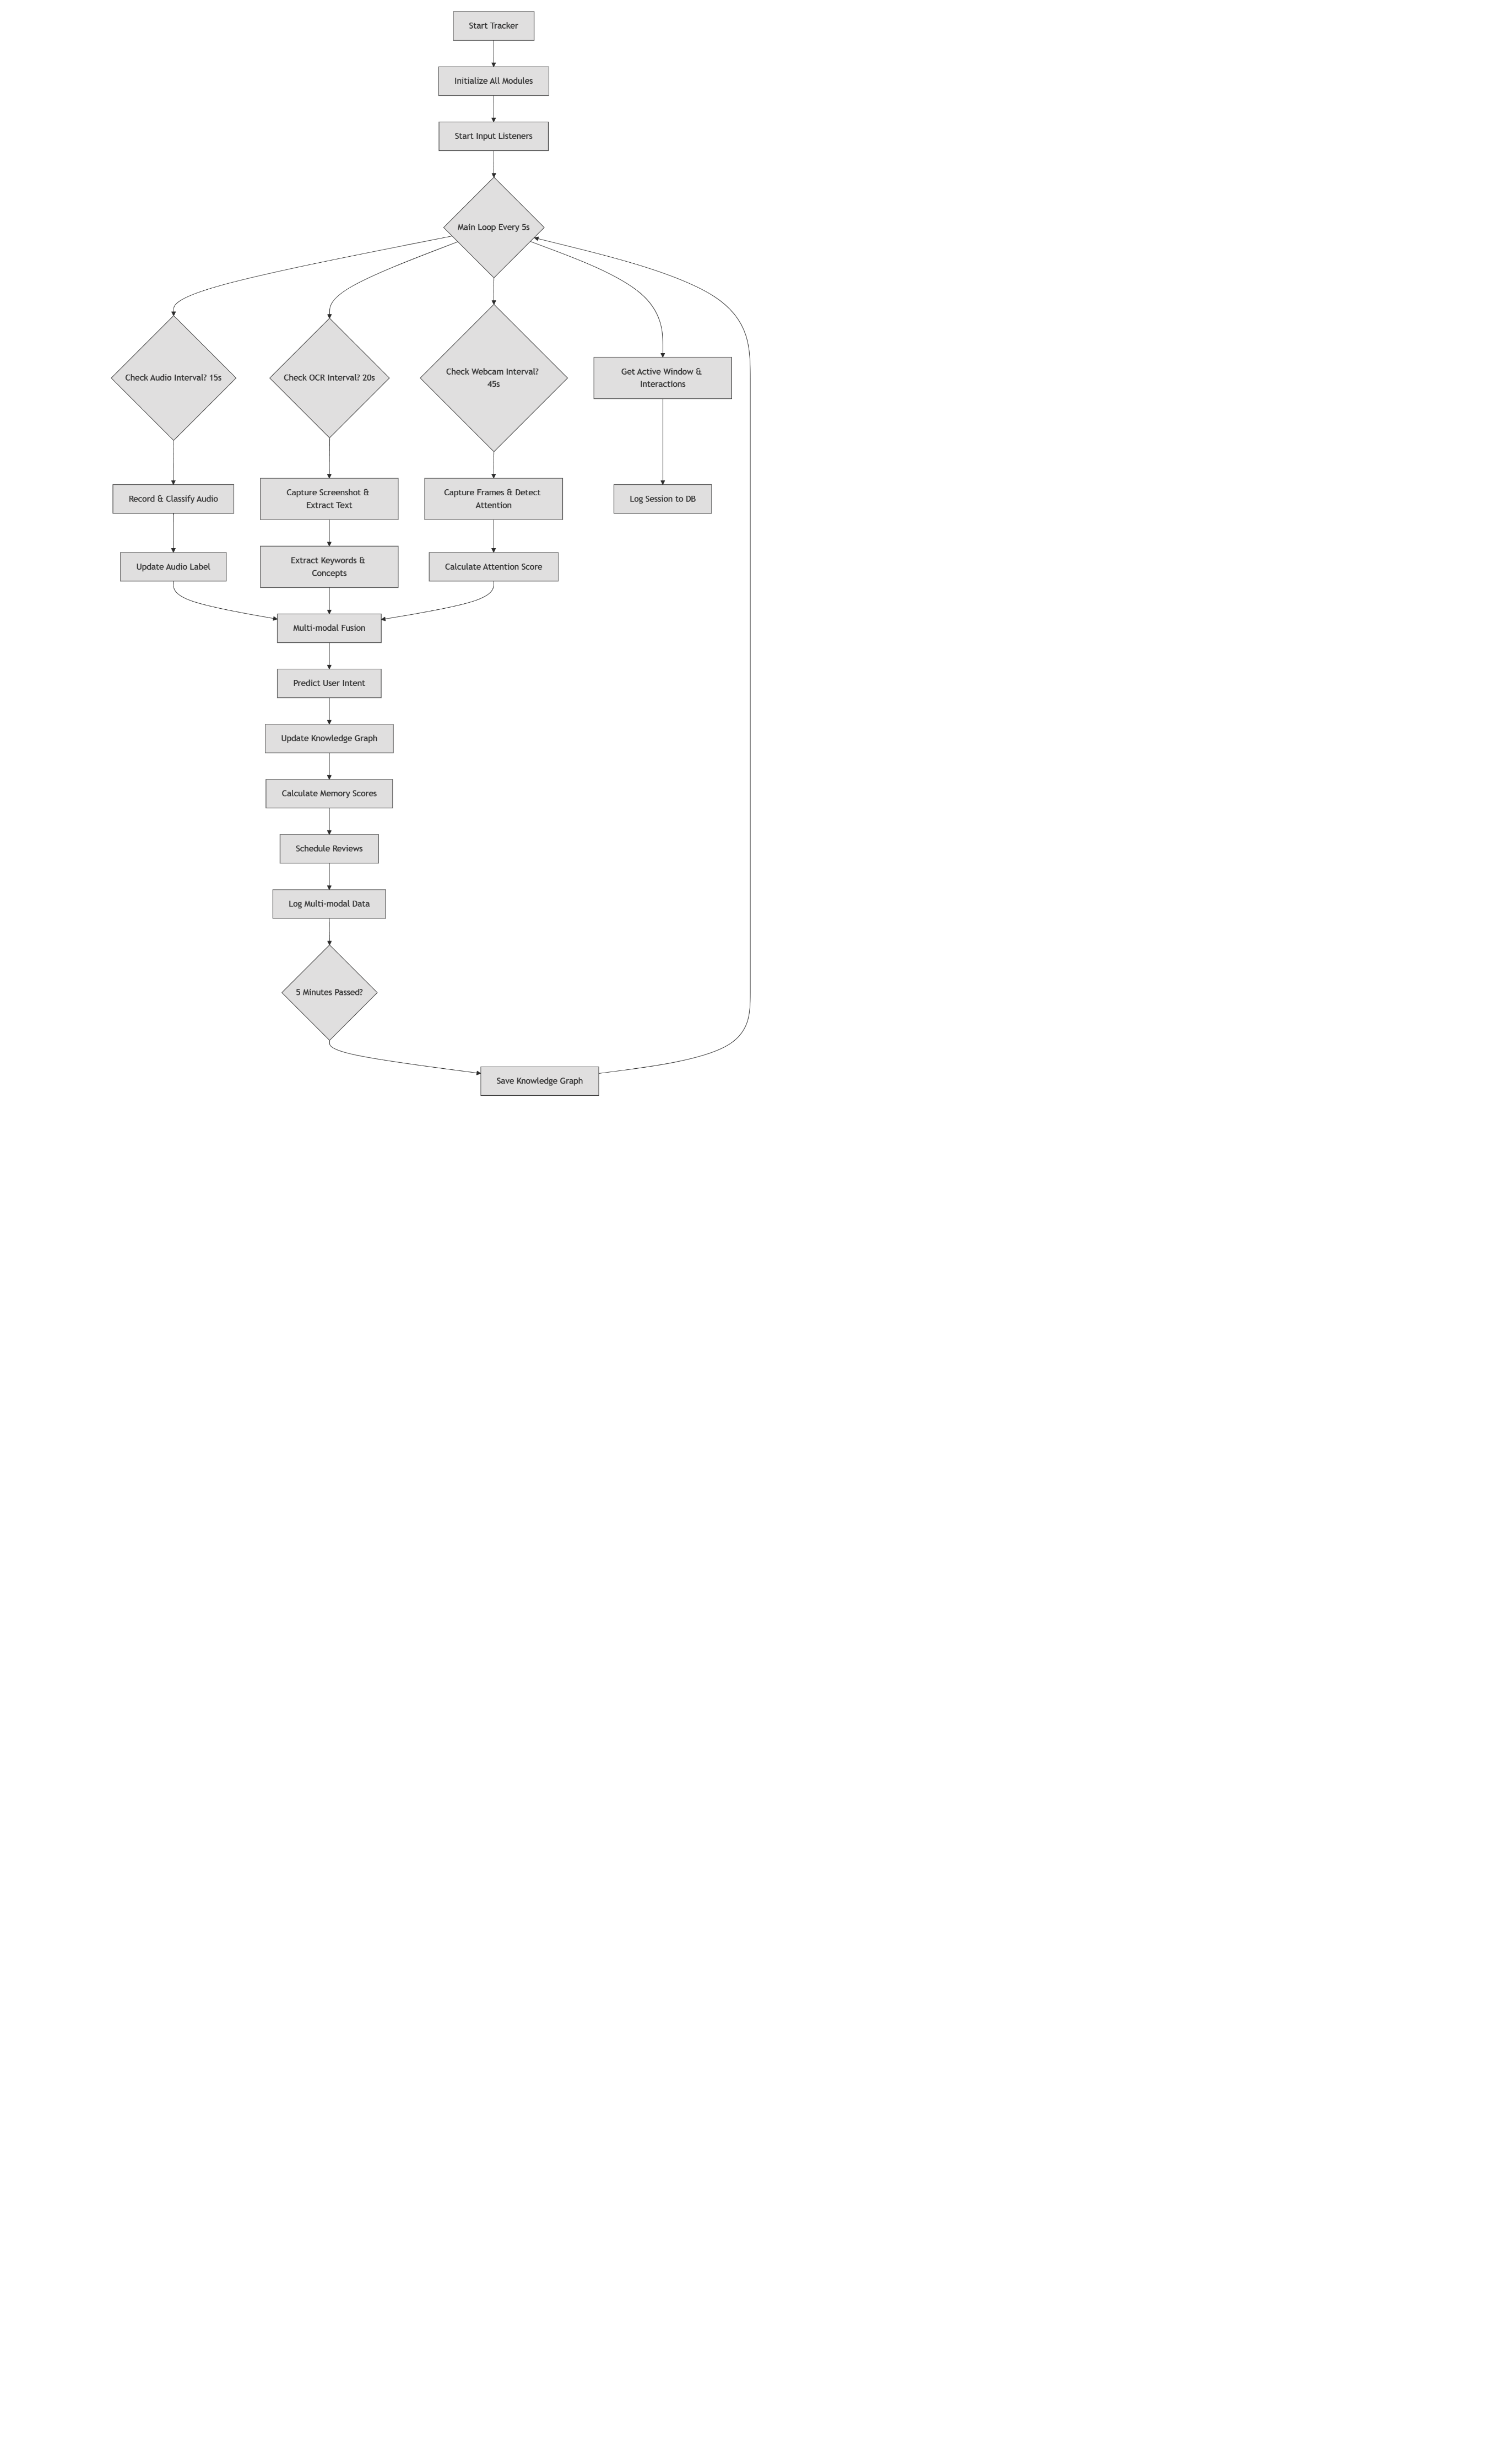 Start Tracker
Initialize All Modules
Start Input Listeners
Main Loop Every 5s
Check Audio Interval? 15s
Check OCR Interval? 20s
Check Webcam Interval?
45s
Get Active Window &
Interactions
Record & Classify Audio
Capture Screenshot &
Extract Text
Capture Frames & Detect
Attention
Log Session to DB
Update Audio Label
Extract Keywords &
Concepts
Calculate Attention Score
Multi-modal Fusion
Predict User Intent
Update Knowledge Graph
Calculate Memory Scores
Schedule Reviews
Log Multi-modal Data
5 Minutes Passed?
Save Knowledge Graph